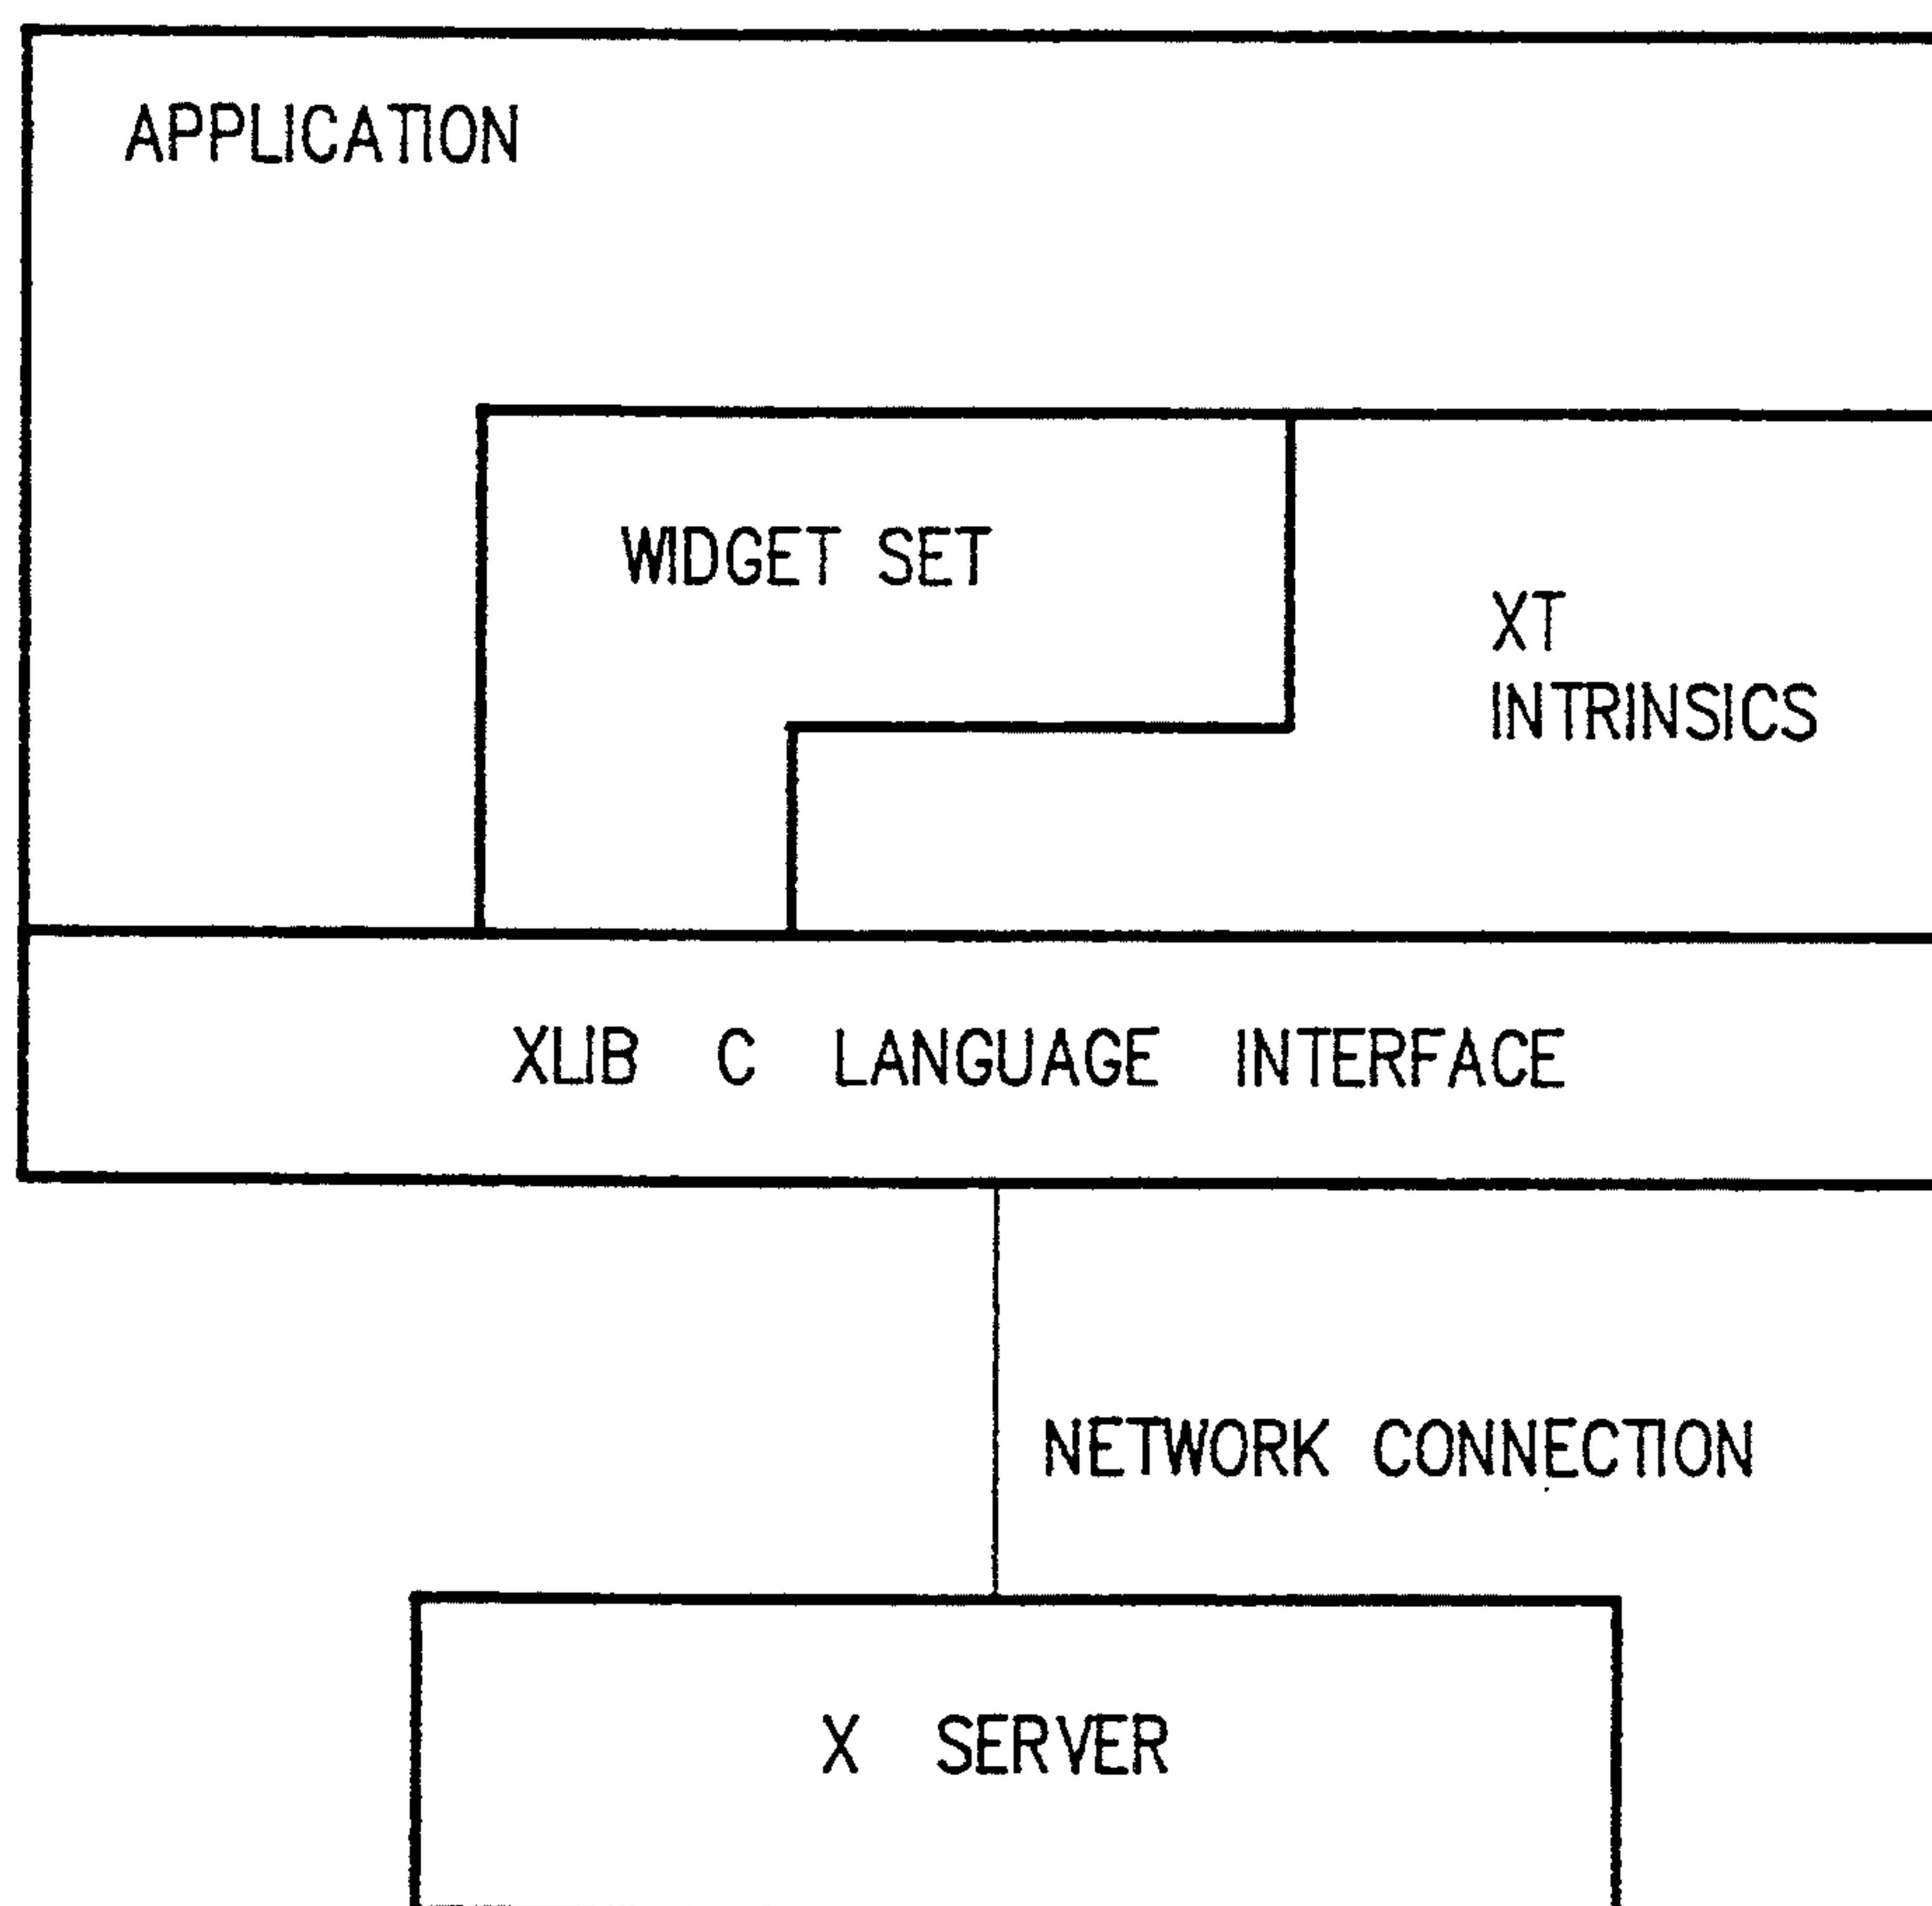 APPLICATION
WIDGET SET
XT
INTRINSICS
XLIB C LANGUAGE INTERFACE
NETWORK CONNECTION
X SERVER